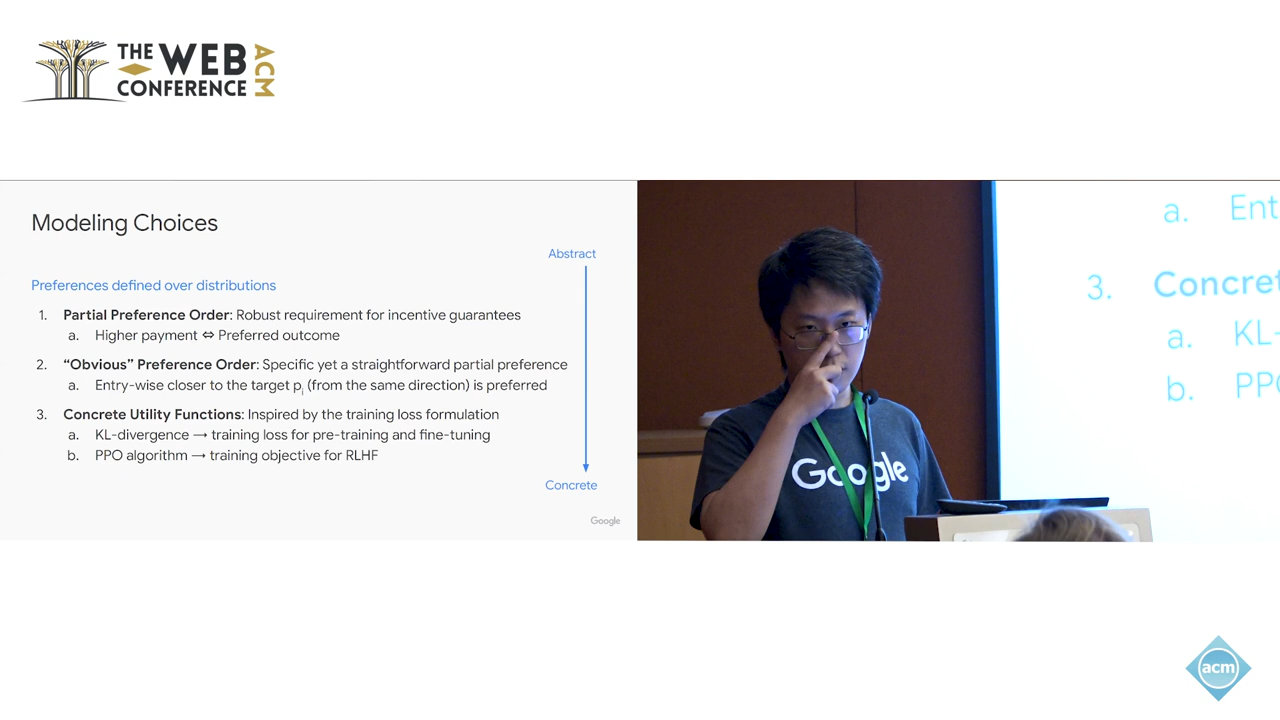 THE WEB
CONFERENCE
ACM
Modeling Choices
Abstract
Preferences defined over distributions
1. Partial Preference Order: Robust requirement for incentive guarantees
a. Higher payment ⇔ Preferred outcome
2. “Obvious” Preference Order: Specific yet a straightforward partial preference
a. Entry-wise closer to the target pᵢ (from the same direction) is preferred
3. Concrete Utility Functions: Inspired by the training loss formulation
a. KL-divergence → training loss for pre-training and fine-tuning
b. PPO algorithm → training objective for RLHF
Concrete
Google
a. Ent
3. Concret
a. KL-
b. PPO
Google
acm